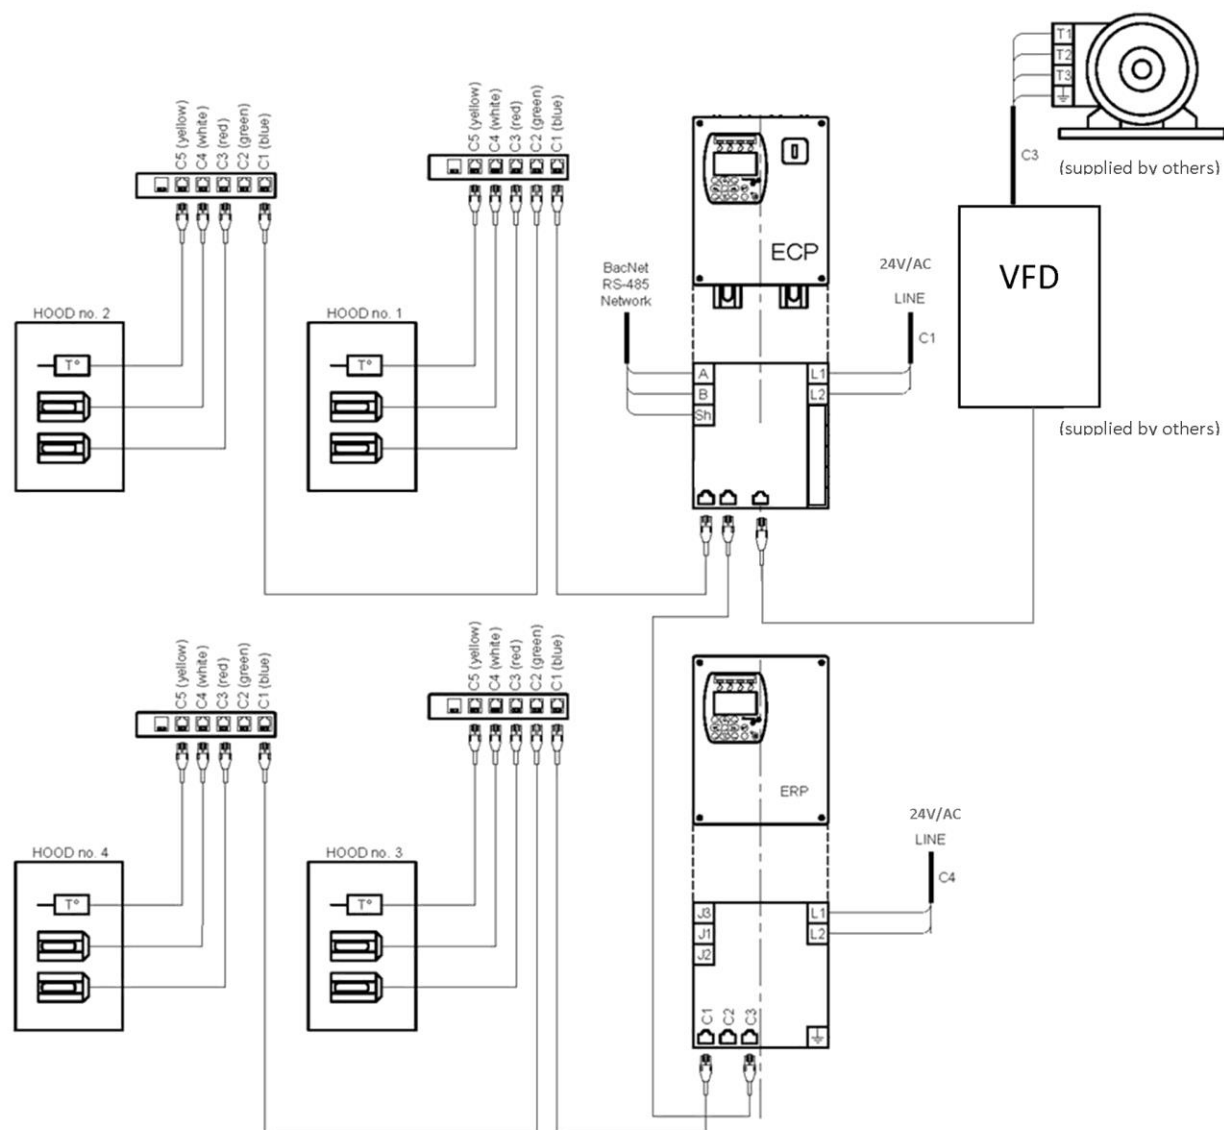 C5 (yellow)
C4 (white)
C3 (red)
C2 (green)
C1 (blue)
C5 (yellow)
C4 (white)
C3 (red)
C2 (green)
C1 (blue)
T1
T2
T3
C3
(supplied by others)
ECP
VFD
BacNet
RS-485
Network
24V/AC
LINE
C1
HOOD no. 2
HOOD no. 1
T°
T°
A
B
Sh
L1
L2
(supplied by others)
C5 (yellow)
C4 (white)
C3 (red)
C2 (green)
C1 (blue)
C5 (yellow)
C4 (white)
C3 (red)
C2 (green)
C1 (blue)
ERP
24V/AC
LINE
C4
HOOD no. 4
HOOD no. 3
T°
T°
J3
J1
J2
L1
L2
C1
C2
C3